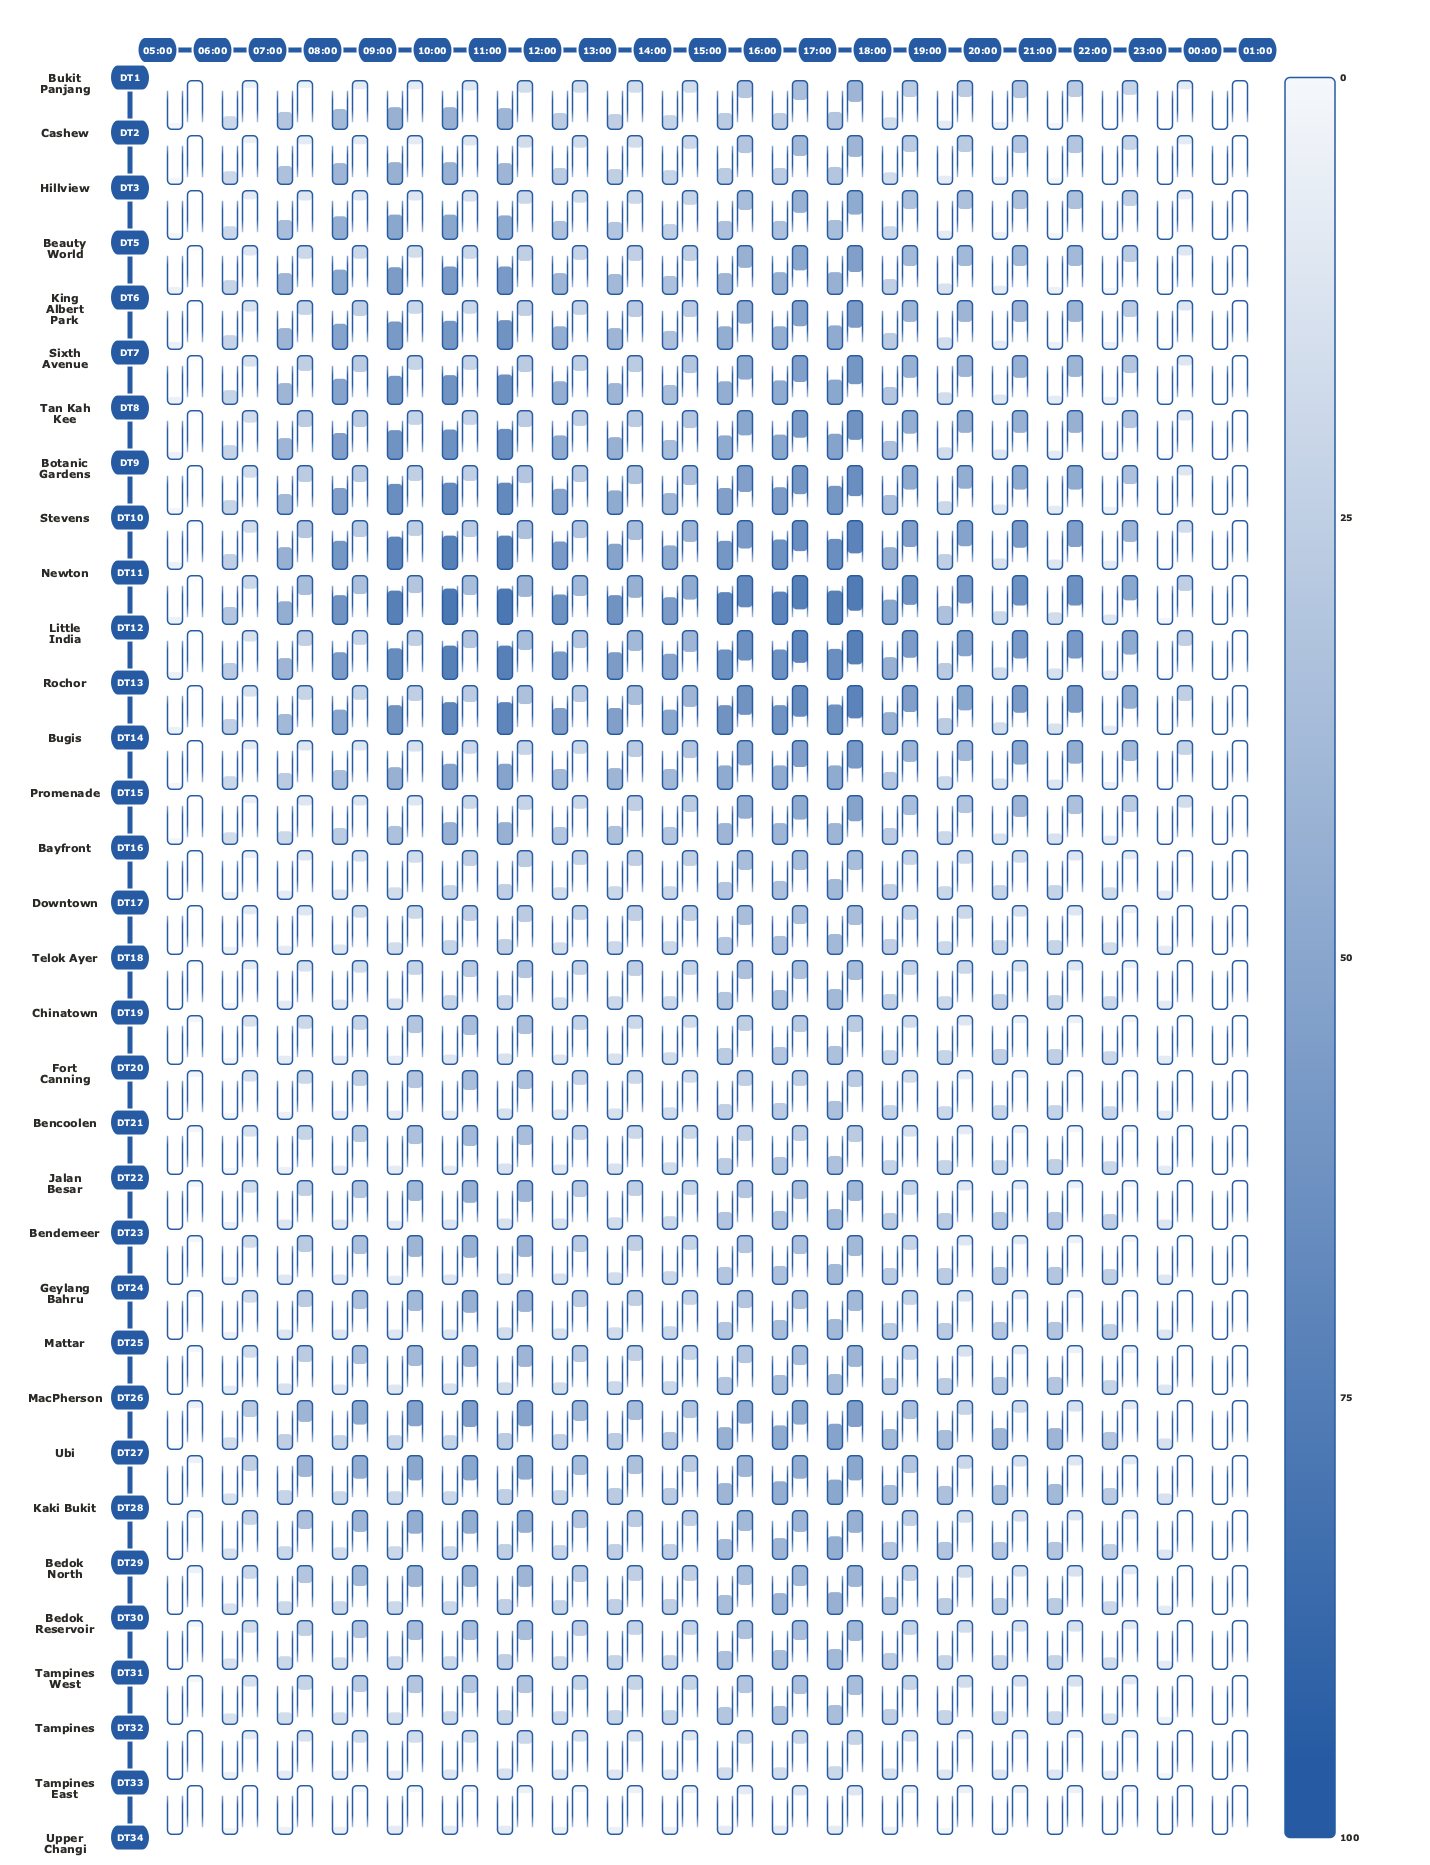 05:00 06:00 07:00 08:00 09:00 10:00 11:00 12:00 13:00 14:00 15:00 16:00 17:00 18:00 19:00 20:00 21:00 22:00 23:00 00:00 01:00
Bukit
Panjang
DT1
0
Cashew DT2
Hillview DT3
Beauty
World
DT5
King
Albert
Park
DT6
Sixth
Avenue
DT7
Tan Kah
Kee
DT8
Botanic
Gardens
DT9
Stevens DT10
25
Newton DT11
Little
India
DT12
Rochor DT13
Bugis DT14
Promenade DT15
Bayfront DT16
Downtown DT17
Telok Ayer DT18
50
Chinatown DT19
Fort
Canning
DT20
Bencoolen DT21
Jalan
Besar
DT22
Bendemeer DT23
Geylang
Bahru
DT24
Mattar DT25
MacPherson DT26
75
Ubi DT27
Kaki Bukit DT28
Bedok
North
DT29
Bedok
Reservoir
DT30
Tampines
West
DT31
Tampines DT32
Tampines
East
DT33
Upper
Changi
DT34
100